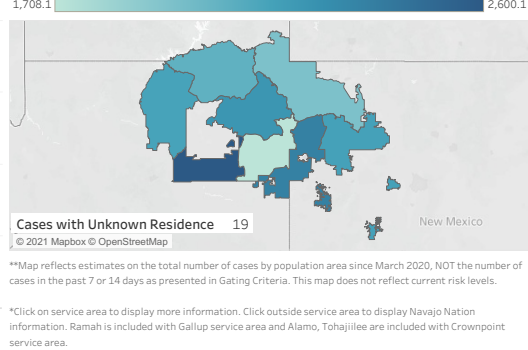 1,708.1 2,600.1
New Mexico
Cases with Unknown Residence 19
© 2021 Mapbox © OpenStreetMap
**Map reflects estimates on the total number of cases by population area since March 2020, NOT the number of
cases in the past 7 or 14 days as presented in Gating Criteria. This map does not reflect current risk levels.
*Click on service area to display more information. Click outside service area to display Navajo Nation
information. Ramah is included with Gallup service area and Alamo, Tohajiilee are included with Crownpoint
service area.